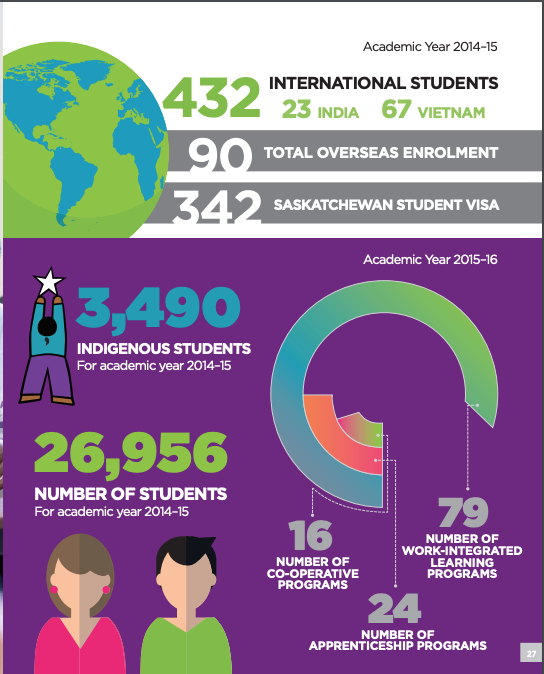 Academic Year 2014–15
432 INTERNATIONAL STUDENTS
23 INDIA 67 VIETNAM
90 TOTAL OVERSEAS ENROLMENT
342 SASKATCHEWAN STUDENT VISA
Academic Year 2015–16
3,490
INDIGENOUS STUDENTS
For academic year 2014–15
26,956
NUMBER OF STUDENTS
For academic year 2014–15
16
NUMBER OF
CO-OPERATIVE
PROGRAMS
79
NUMBER OF
WORK-INTEGRATED
LEARNING
PROGRAMS
24
NUMBER OF
APPRENTICESHIP PROGRAMS
27